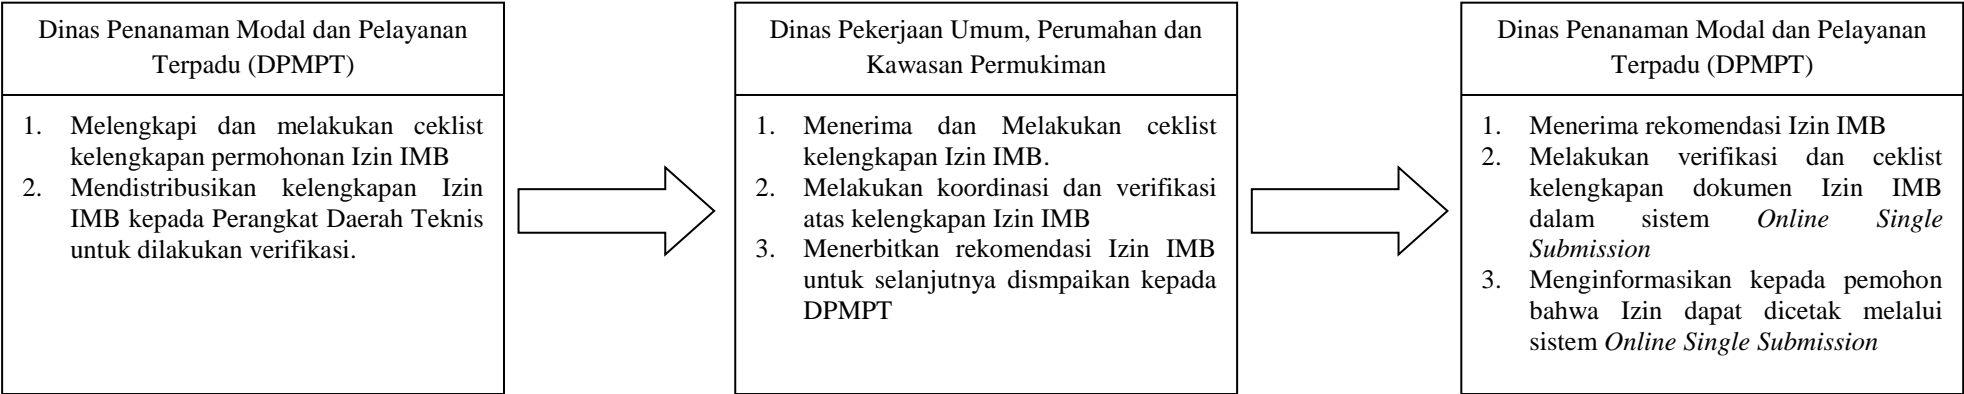 Dinas Penanaman Modal dan Pelayanan
Terpadu (DPMPT)
1. Melengkapi dan melakukan ceklist
kelengkapan permohonan Izin IMB
2. Mendistribusikan kelengkapan Izin
IMB kepada Perangkat Daerah Teknis
untuk dilakukan verifikasi.
Dinas Pekerjaan Umum, Perumahan dan
Kawasan Permukiman
1. Menerima dan Melakukan ceklist
kelengkapan Izin IMB.
2. Melakukan koordinasi dan verifikasi
atas kelengkapan Izin IMB
3. Menerbitkan rekomendasi Izin IMB
untuk selanjutnya dismpaikan kepada
DPMPT
Dinas Penanaman Modal dan Pelayanan
Terpadu (DPMPT)
1. Menerima rekomendasi Izin IMB
2. Melakukan verifikasi dan ceklist
kelengkapan dokumen Izin IMB
dalam sistem Online Single
Submission
3. Menginformasikan kepada pemohon
bahwa Izin dapat dicetak melalui
sistem Online Single Submission